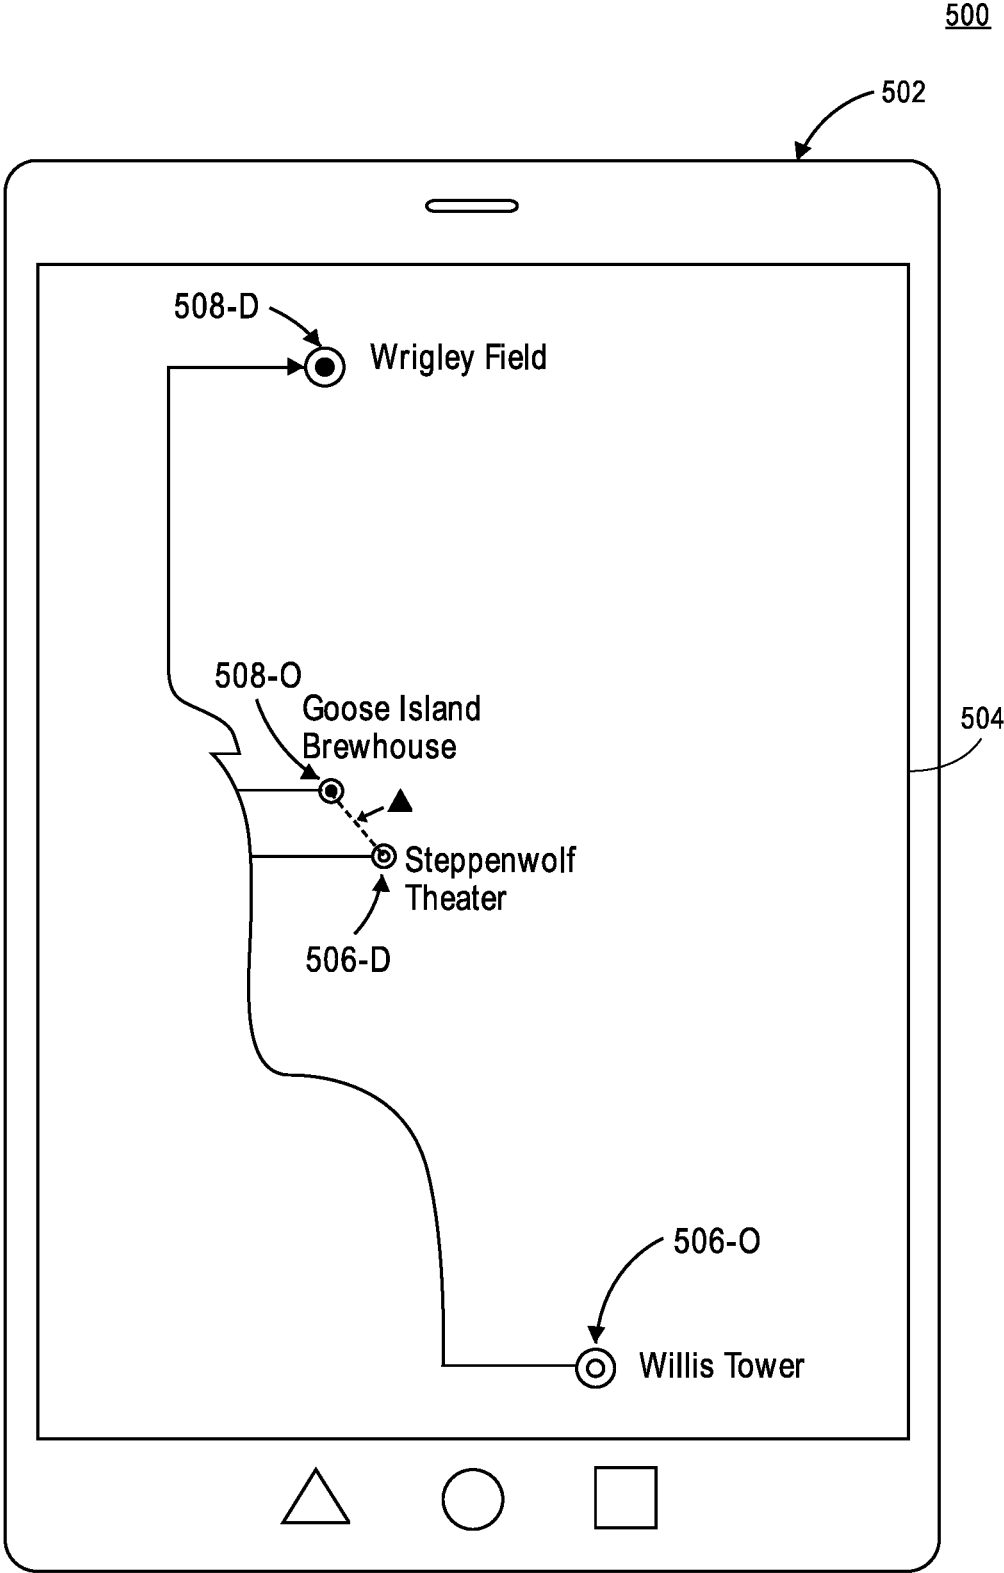 500
502
508-D
Wrigley Field
508-O
Goose Island
Brewhouse
504
Steppenwolf
Theater
506-D
506-O
Willis Tower